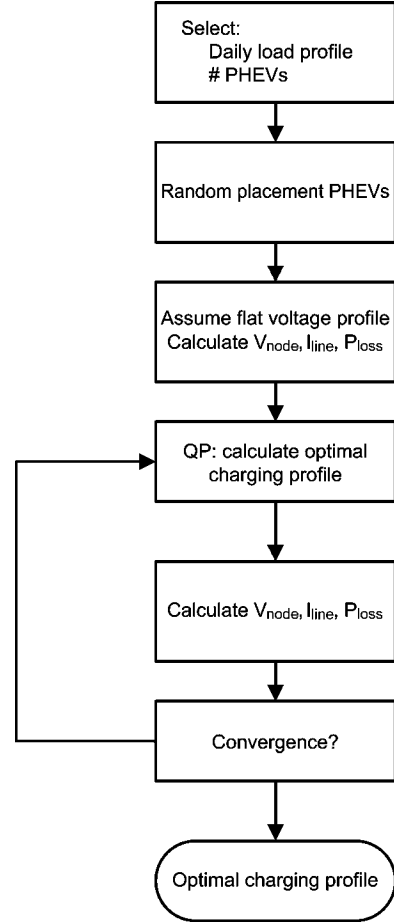 Select:
Daily load profile
# PHEVs
Random placement PHEVs
Assume flat voltage profile
Calculate Vnode, Iline, Ploss
QP: calculate optimal
charging profile
Calculate Vnode, Iline, Ploss
Convergence?
Optimal charging profile